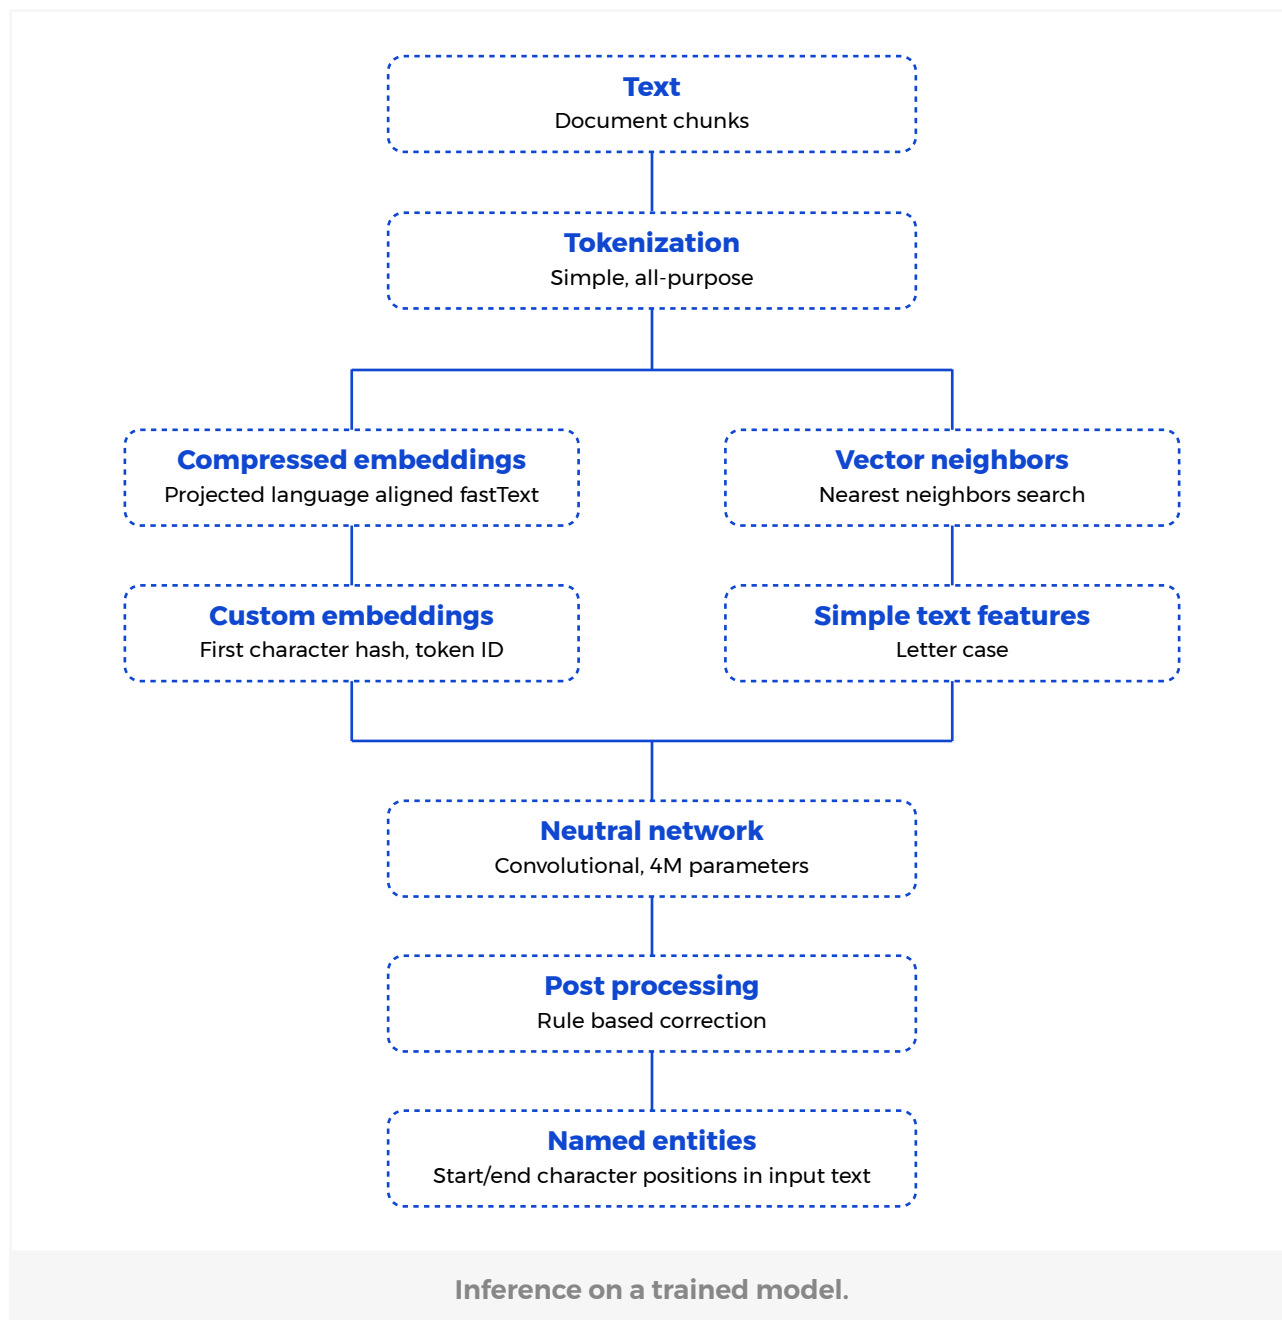 Text
Document chunks
Tokenization
Simple, all-purpose
Compressed embeddings
Projected language aligned fastText
Custom embeddings
First character hash, token ID
Vector neighbors
Nearest neighbors search
Simple text features
Letter case
Neutral network
Convolutional, 4M parameters
Post processing
Rule based correction
Named entities
Start/end character positions in input text
Inference on a trained model.